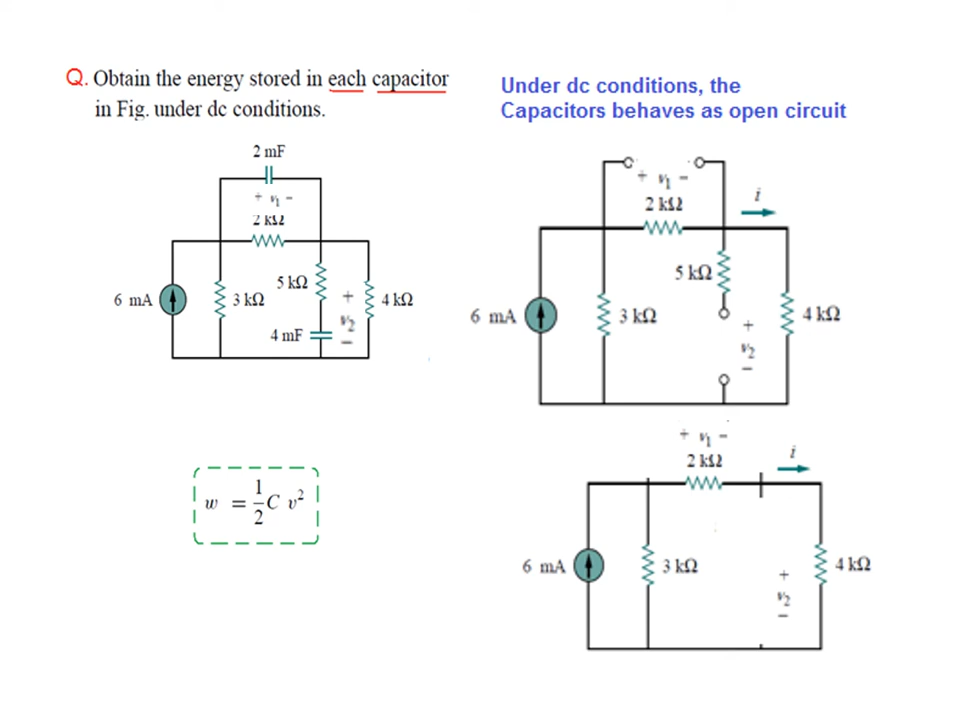 Q. Obtain the energy stored in each capacitor
in Fig. under dc conditions.
Under dc conditions, the
Capacitors behaves as open circuit
2 mF
+ v₁ −
2 kΩ
5 kΩ
6 mA
3 kΩ
+
v₂
−
4 kΩ
4 mF
+ v₁ −
2 kΩ
i
5 kΩ
6 mA
3 kΩ
+
v₂
−
4 kΩ
w = 1/2 C v²
+ v₁ −
2 kΩ
i
6 mA
3 kΩ
+
v₂
−
4 kΩ